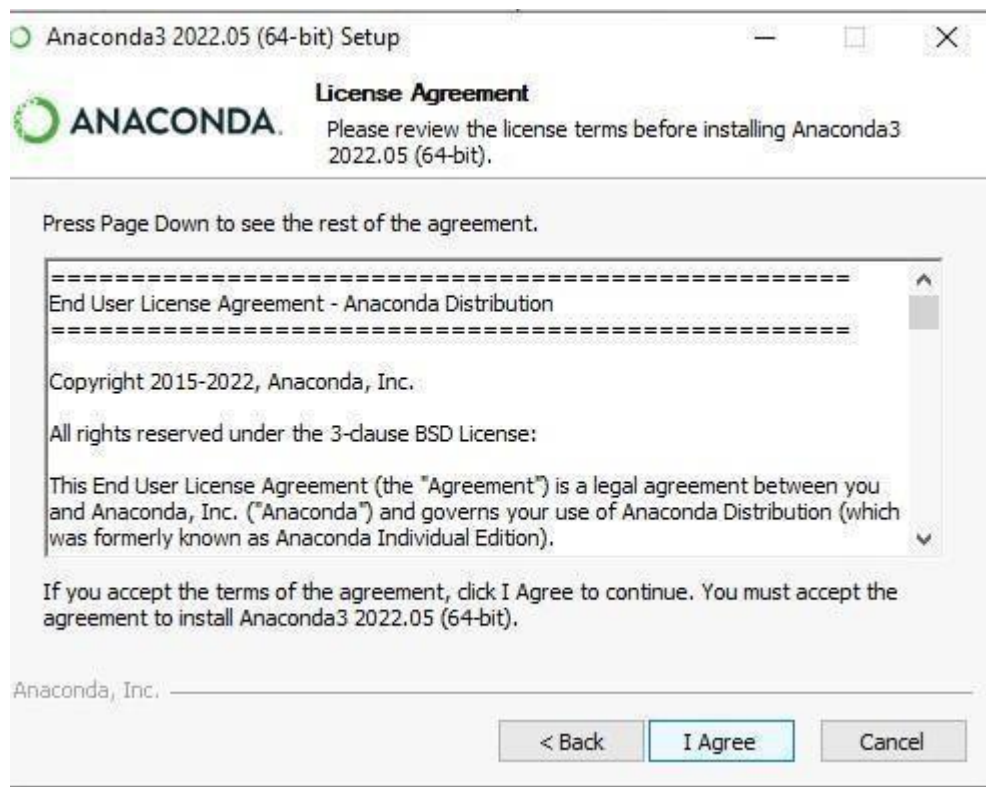 Anaconda3 2022.05 (64-bit) Setup
ANACONDA.
License Agreement
Please review the license terms before installing Anaconda3
2022.05 (64-bit).
Press Page Down to see the rest of the agreement.
==================================================
End User License Agreement - Anaconda Distribution
==================================================
Copyright 2015-2022, Anaconda, Inc.
All rights reserved under the 3-clause BSD License:
This End User License Agreement (the "Agreement") is a legal agreement between you
and Anaconda, Inc. ("Anaconda") and governs your use of Anaconda Distribution (which
was formerly known as Anaconda Individual Edition).
If you accept the terms of the agreement, click I Agree to continue. You must accept the
agreement to install Anaconda3 2022.05 (64-bit).
Anaconda, Inc.
< Back
I Agree
Cancel